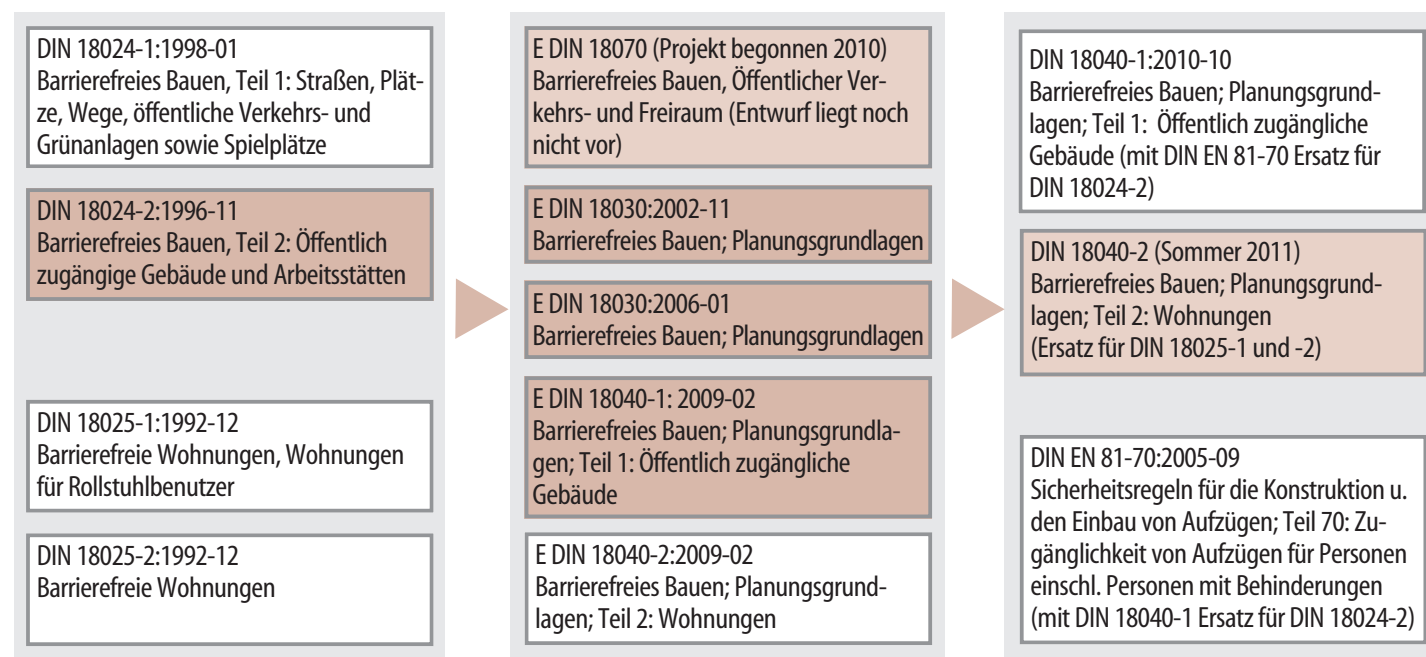 DIN 18024-1:1998-01
Barrierefreies Bauen, Teil 1: Straßen, Plät-
ze, Wege, öffentliche Verkehrs- und
Grünanlagen sowie Spielplätze
DIN 18024-2:1996-11
Barrierefreies Bauen, Teil 2: Öffentlich
zugängige Gebäude und Arbeitsstätten
DIN 18025-1:1992-12
Barrierefreie Wohnungen, Wohnungen
für Rollstuhlbenutzer
DIN 18025-2:1992-12
Barrierefreie Wohnungen
E DIN 18070 (Projekt begonnen 2010)
Barrierefreies Bauen, Öffentlicher Ver-
kehrs- und Freiraum (Entwurf liegt noch
nicht vor)
E DIN 18030:2002-11
Barrierefreies Bauen; Planungsgrundlagen
E DIN 18030:2006-01
Barrierefreies Bauen; Planungsgrundlagen
E DIN 18040-1: 2009-02
Barrierefreies Bauen; Planungsgrundla-
gen; Teil 1: Öffentlich zugängliche
Gebäude
E DIN 18040-2:2009-02
Barrierefreies Bauen; Planungsgrund-
lagen; Teil 2: Wohnungen
DIN 18040-1:2010-10
Barrierefreies Bauen; Planungsgrund-
lagen; Teil 1: Öffentlich zugängliche
Gebäude (mit DIN EN 81-70 Ersatz für
DIN 18024-2)
DIN 18040-2 (Sommer 2011)
Barrierefreies Bauen; Planungsgrund-
lagen; Teil 2: Wohnungen
(Ersatz für DIN 18025-1 und -2)
DIN EN 81-70:2005-09
Sicherheitsregeln für die Konstruktion u.
den Einbau von Aufzügen; Teil 70: Zu-
gänglichkeit von Aufzügen für Personen
einschl. Personen mit Behinderungen
(mit DIN 18040-1 Ersatz für DIN 18024-2)